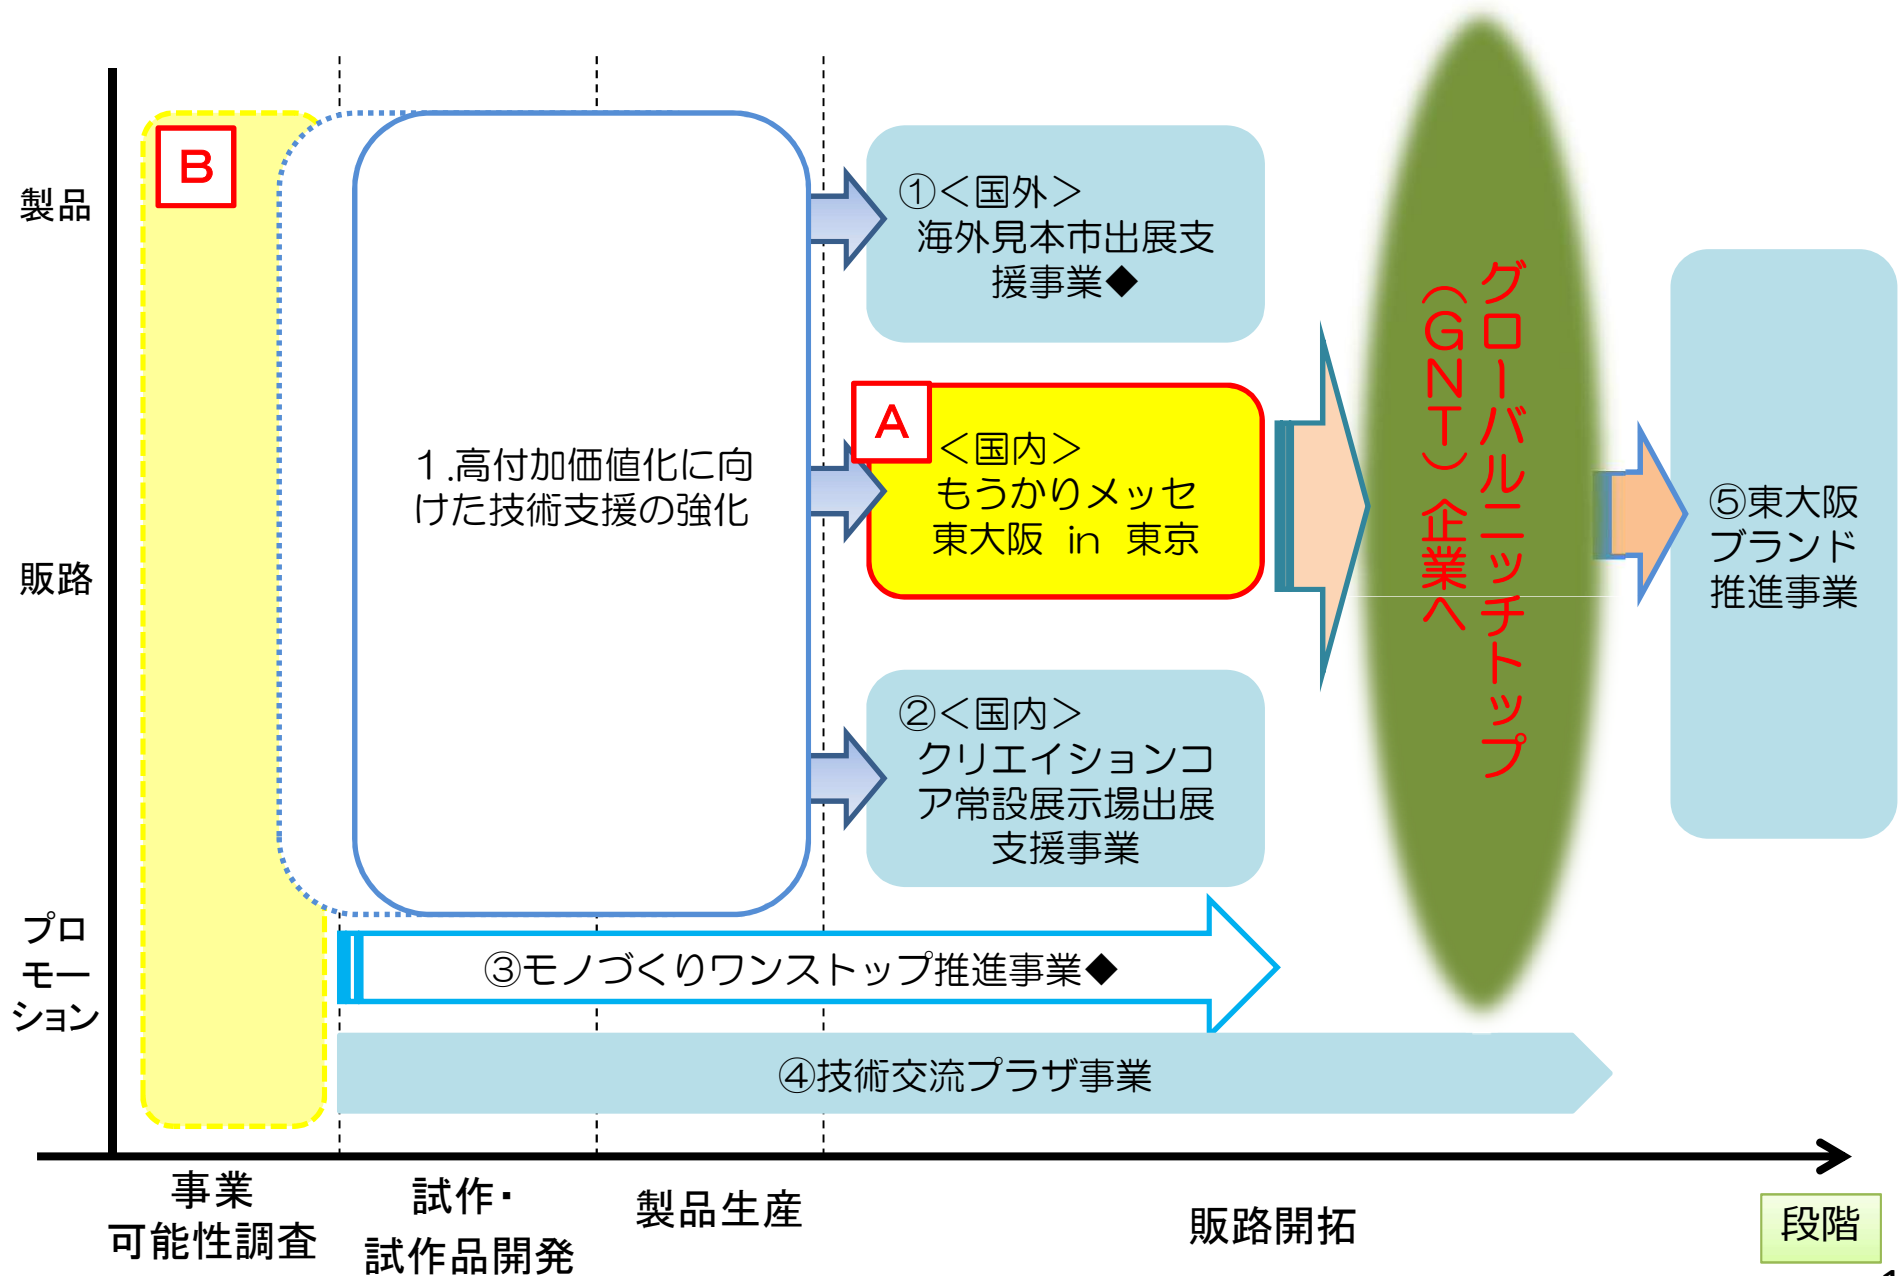 B
製品
販路
プロ
モー
ション
1.高付加価値化に向
けた技術支援の強化
①<国外>
海外見本市出展支
援事業◆
A
<国内>
もうかりメッセ
東大阪 in 東京
②<国内>
クリエイションコ
ア常設展示場出展
支援事業
グローバルニッチトップ
(GNT)企業へ
⑤東大阪
ブランド
推進事業
③モノづくりワンストップ推進事業◆
④技術交流プラザ事業
事業
可能性調査
試作・
試作品開発
製品生産
販路開拓
段階